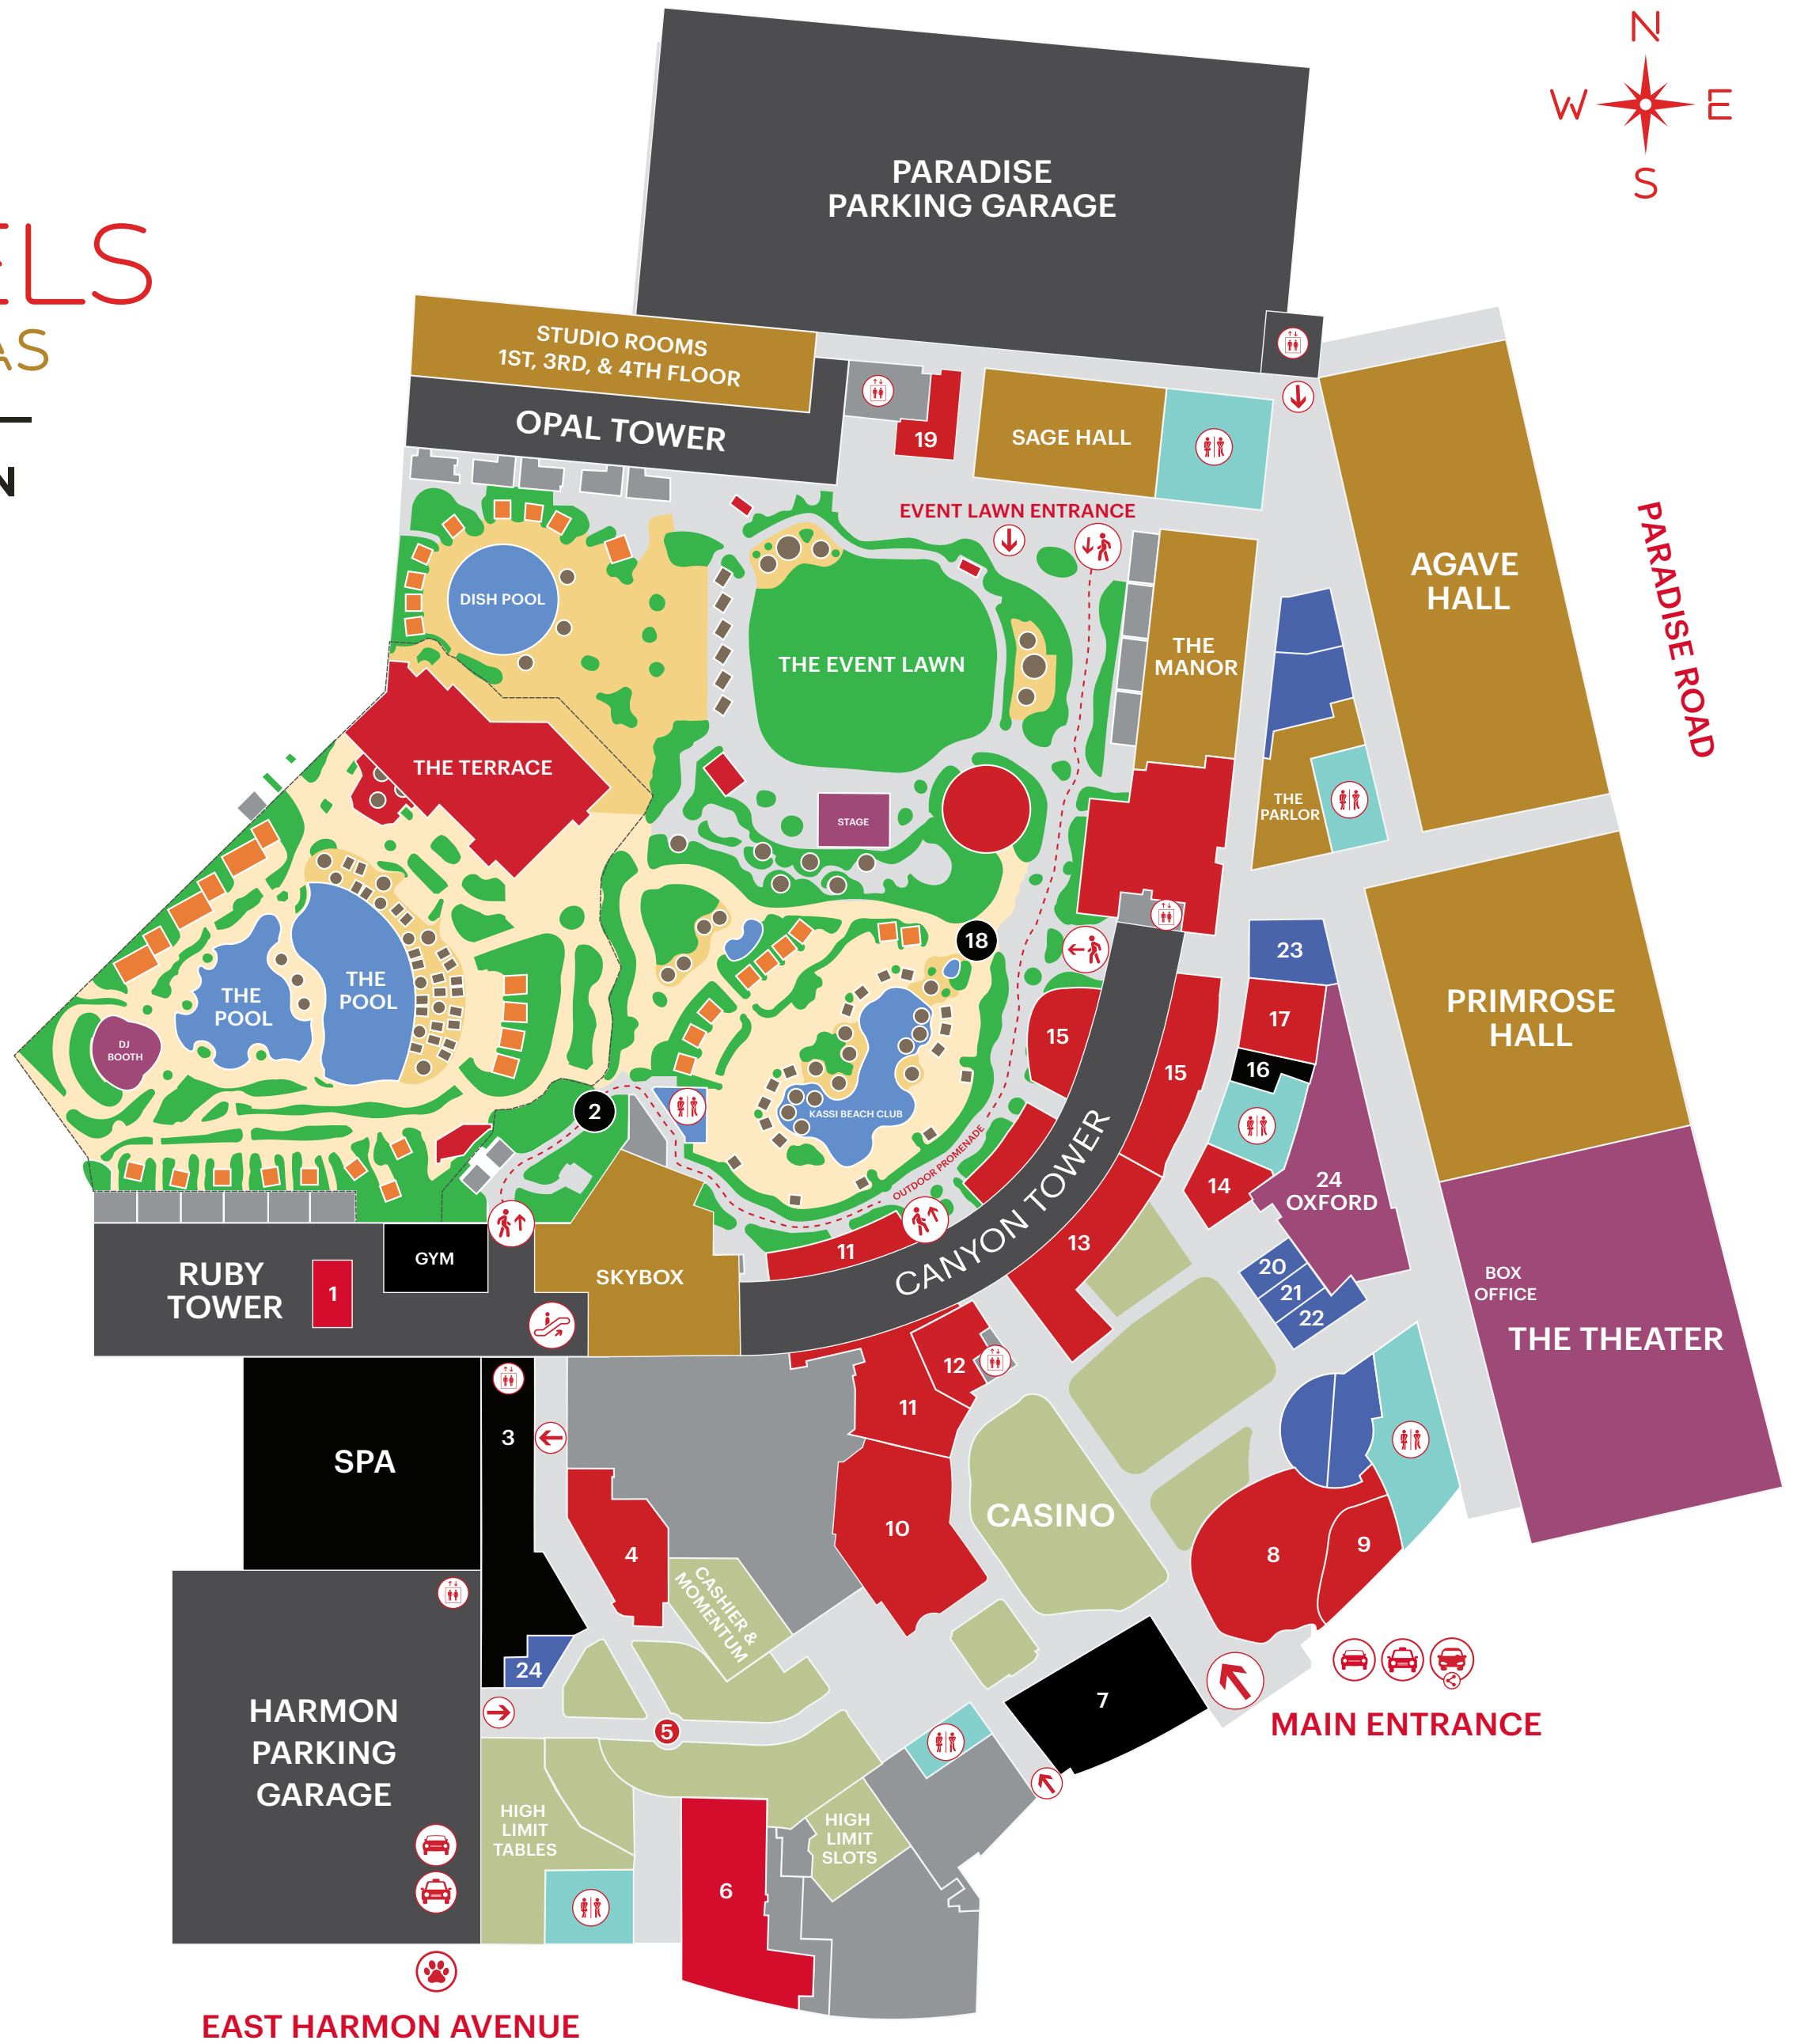 N
W E
S
ELS
AS
N
PARADISE
PARKING GARAGE
STUDIO ROOMS
1ST, 3RD, & 4TH FLOOR
OPAL TOWER
19
SAGE HALL
EVENT LAWN ENTRANCE
AGAVE
HALL
PARADISE ROAD
DISH POOL
THE EVENT LAWN
THE
MANOR
THE TERRACE
STAGE
THE
PARLOR
18
23
THE
POOL
THE
POOL
DJ
BOOTH
15
15
17
16
PRIMROSE
HALL
2
KASSI BEACH CLUB
OUTDOOR PROMENADE
CANYON TOWER
14
24
OXFORD
11
13
RUBY
TOWER
1
GYM
SKYBOX
20
21
22
BOX
OFFICE
THE THEATER
12
11
SPA
3
10
CASINO
4
8
9
CASHIER &
MOMENTUM
24
5
7
HARMON
PARKING
GARAGE
MAIN ENTRANCE
HIGH
LIMIT
TABLES
HIGH
LIMIT
SLOTS
6
EAST HARMON AVENUE